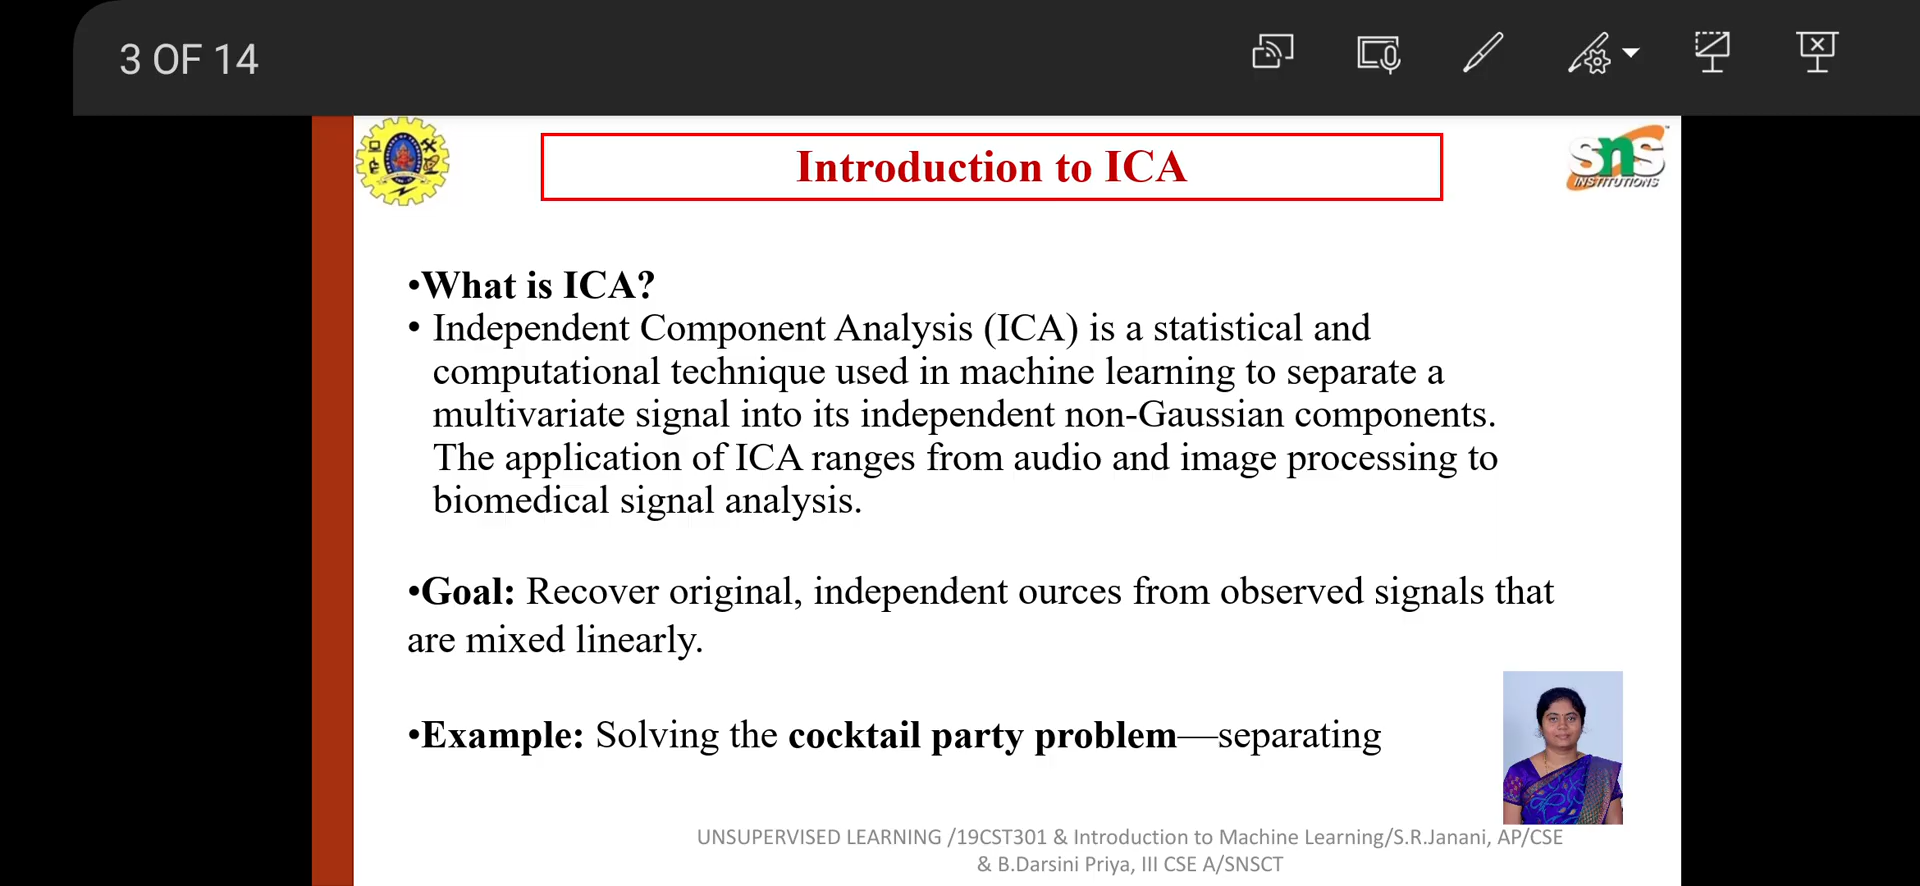 3 OF 14
Introduction to ICA
SnS
INSTITUTIONS
•What is ICA?
• Independent Component Analysis (ICA) is a statistical and
computational technique used in machine learning to separate a
multivariate signal into its independent non-Gaussian components.
The application of ICA ranges from audio and image processing to
biomedical signal analysis.
•Goal: Recover original, independent ources from observed signals that
are mixed linearly.
•Example: Solving the cocktail party problem—separating
UNSUPERVISED LEARNING /19CST301 & Introduction to Machine Learning/S.R.Janani, AP/CSE
& B.Darsini Priya, III CSE A/SNSCT